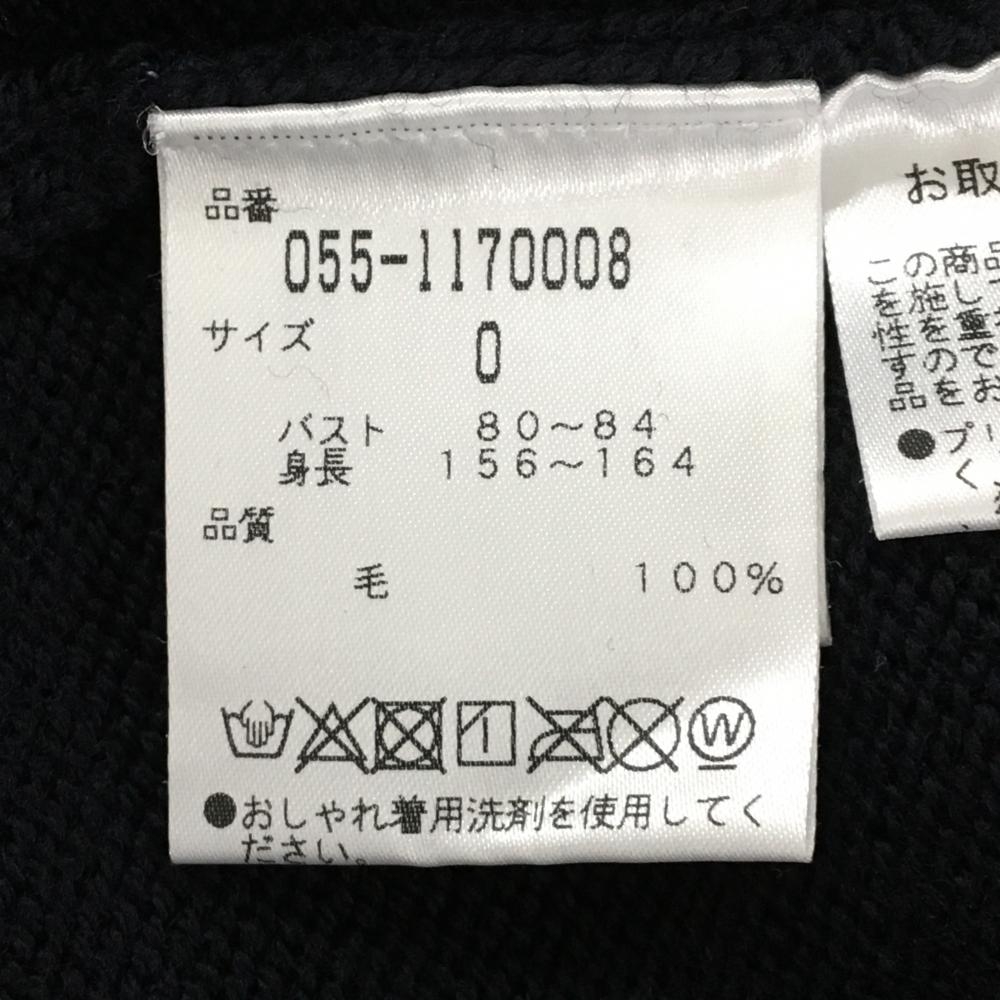 品番
055-1170008
サイズ 0
バスト 80～84
身長 156～164
品質
毛 100%
W
●おしゃれ着用洗剤を使用してく
ださい。
お取
この商品
の施し
を
性を
すのお
品を
●プリ
く